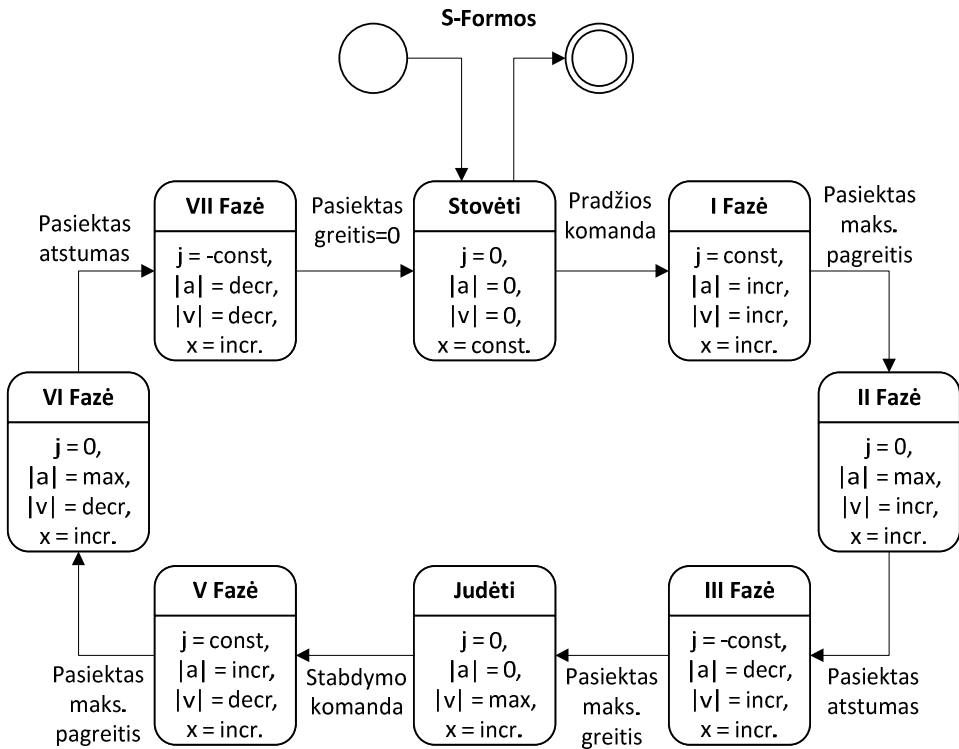 S-Formos
Stovėti
j = 0,
|a| = 0,
|v| = 0,
x = const.
Pradžios
komanda
I Fazė
j = const,
|a| = incr,
|v| = incr,
x = incr.
Pasiektas
maks.
pagreitis
II Fazė
j = 0,
|a| = max,
|v| = incr,
x = incr.
Pasiektas
atstumas
III Fazė
j = -const,
|a| = decr,
|v| = incr,
x = incr.
Pasiektas
maks.
greitis
Judėti
j = 0,
|a| = 0,
|v| = max,
x = incr.
Stabdymo
komanda
V Fazė
j = const,
|a| = incr,
|v| = decr,
x = incr.
Pasiektas
maks.
pagreitis
VI Fazė
j = 0,
|a| = max,
|v| = decr,
x = incr.
Pasiektas
atstumas
VII Fazė
j = -const,
|a| = decr,
|v| = decr,
x = incr.
Pasiektas
greitis=0